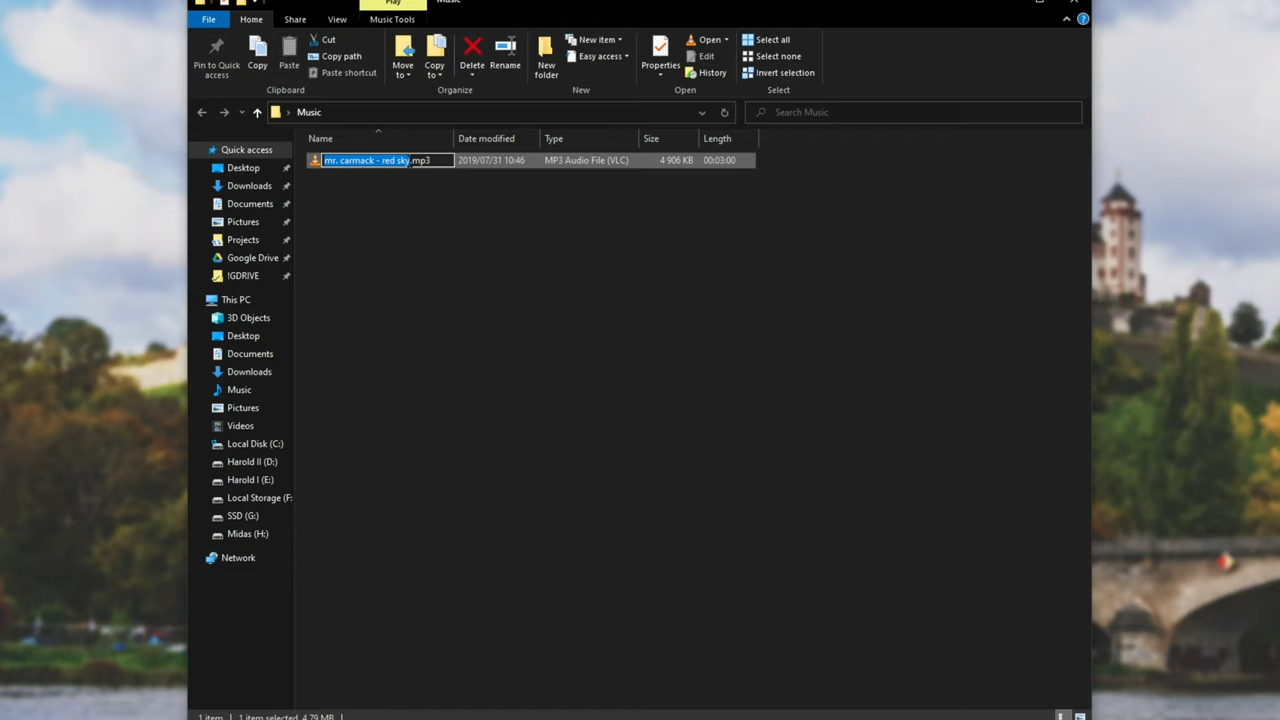 Play
Music
File Home Share View Music Tools
Pin to Quick access
Copy
Paste
Cut
Copy path
Paste shortcut
Clipboard
Move to
Copy to
Delete
Rename
Organize
New folder
New item
Easy access
New
Properties
Open
Edit
History
Open
Select all
Select none
Invert selection
Select
Music
Search Music
Name Date modified Type Size Length
mr. carmack - red sky.mp3 2019/07/31 10:46 MP3 Audio File (VLC) 4 906 KB 00:03:00
Quick access
Desktop
Downloads
Documents
Pictures
Projects
Google Drive
!GDRIVE
This PC
3D Objects
Desktop
Documents
Downloads
Music
Pictures
Videos
Local Disk (C:)
Harold II (D:)
Harold I (E:)
Local Storage (F:
SSD (G:)
Midas (H:)
Network
1 item 1 item selected 4,79 MB